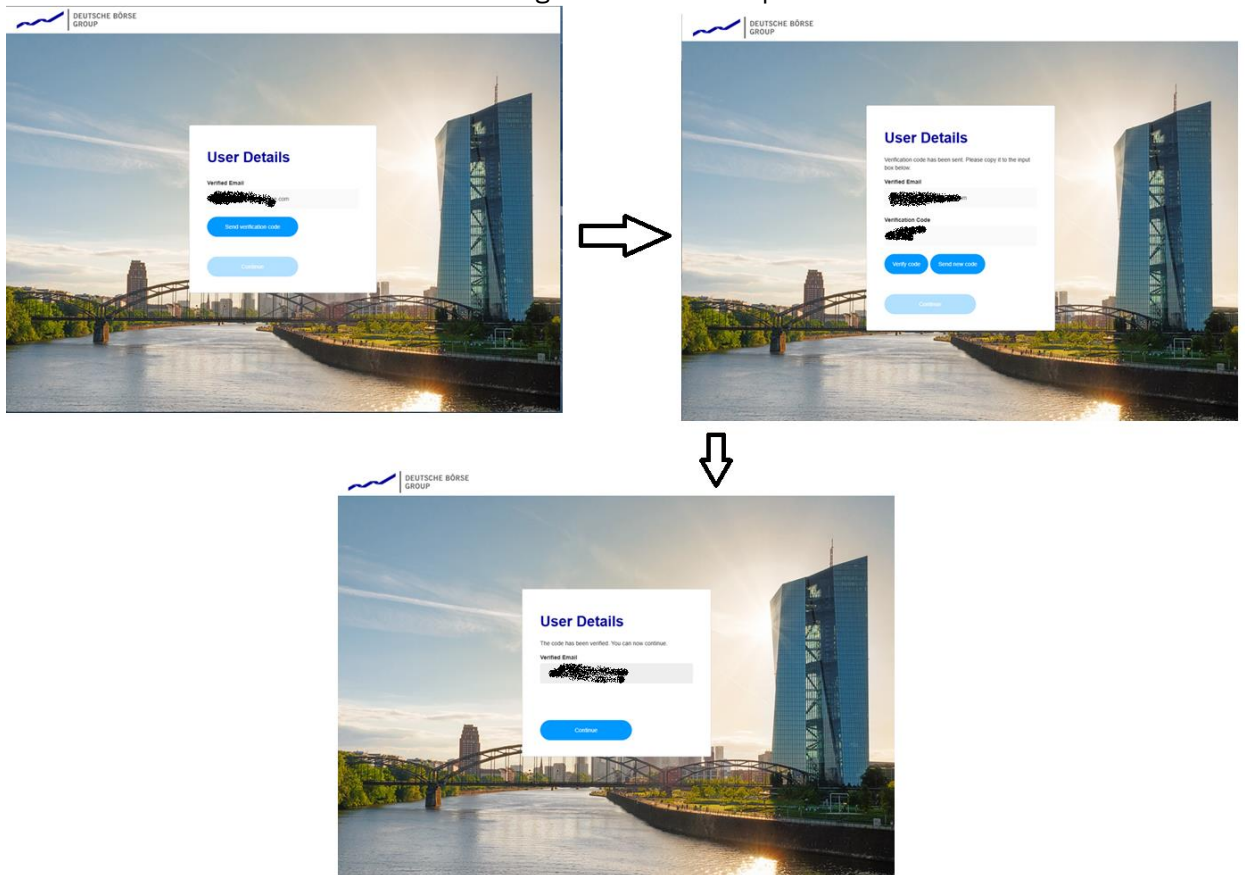 DEUTSCHE BÖRSE
GROUP
User Details
Verified Email
.com
Send verification code
Continue
DEUTSCHE BÖRSE
GROUP
User Details
Verification code has been sent. Please copy it to the input
box below.
Verified Email
Verification Code
Verify code Send new code
Continue
DEUTSCHE BÖRSE
GROUP
User Details
The code has been verified. You can now continue.
Verified Email
Continue